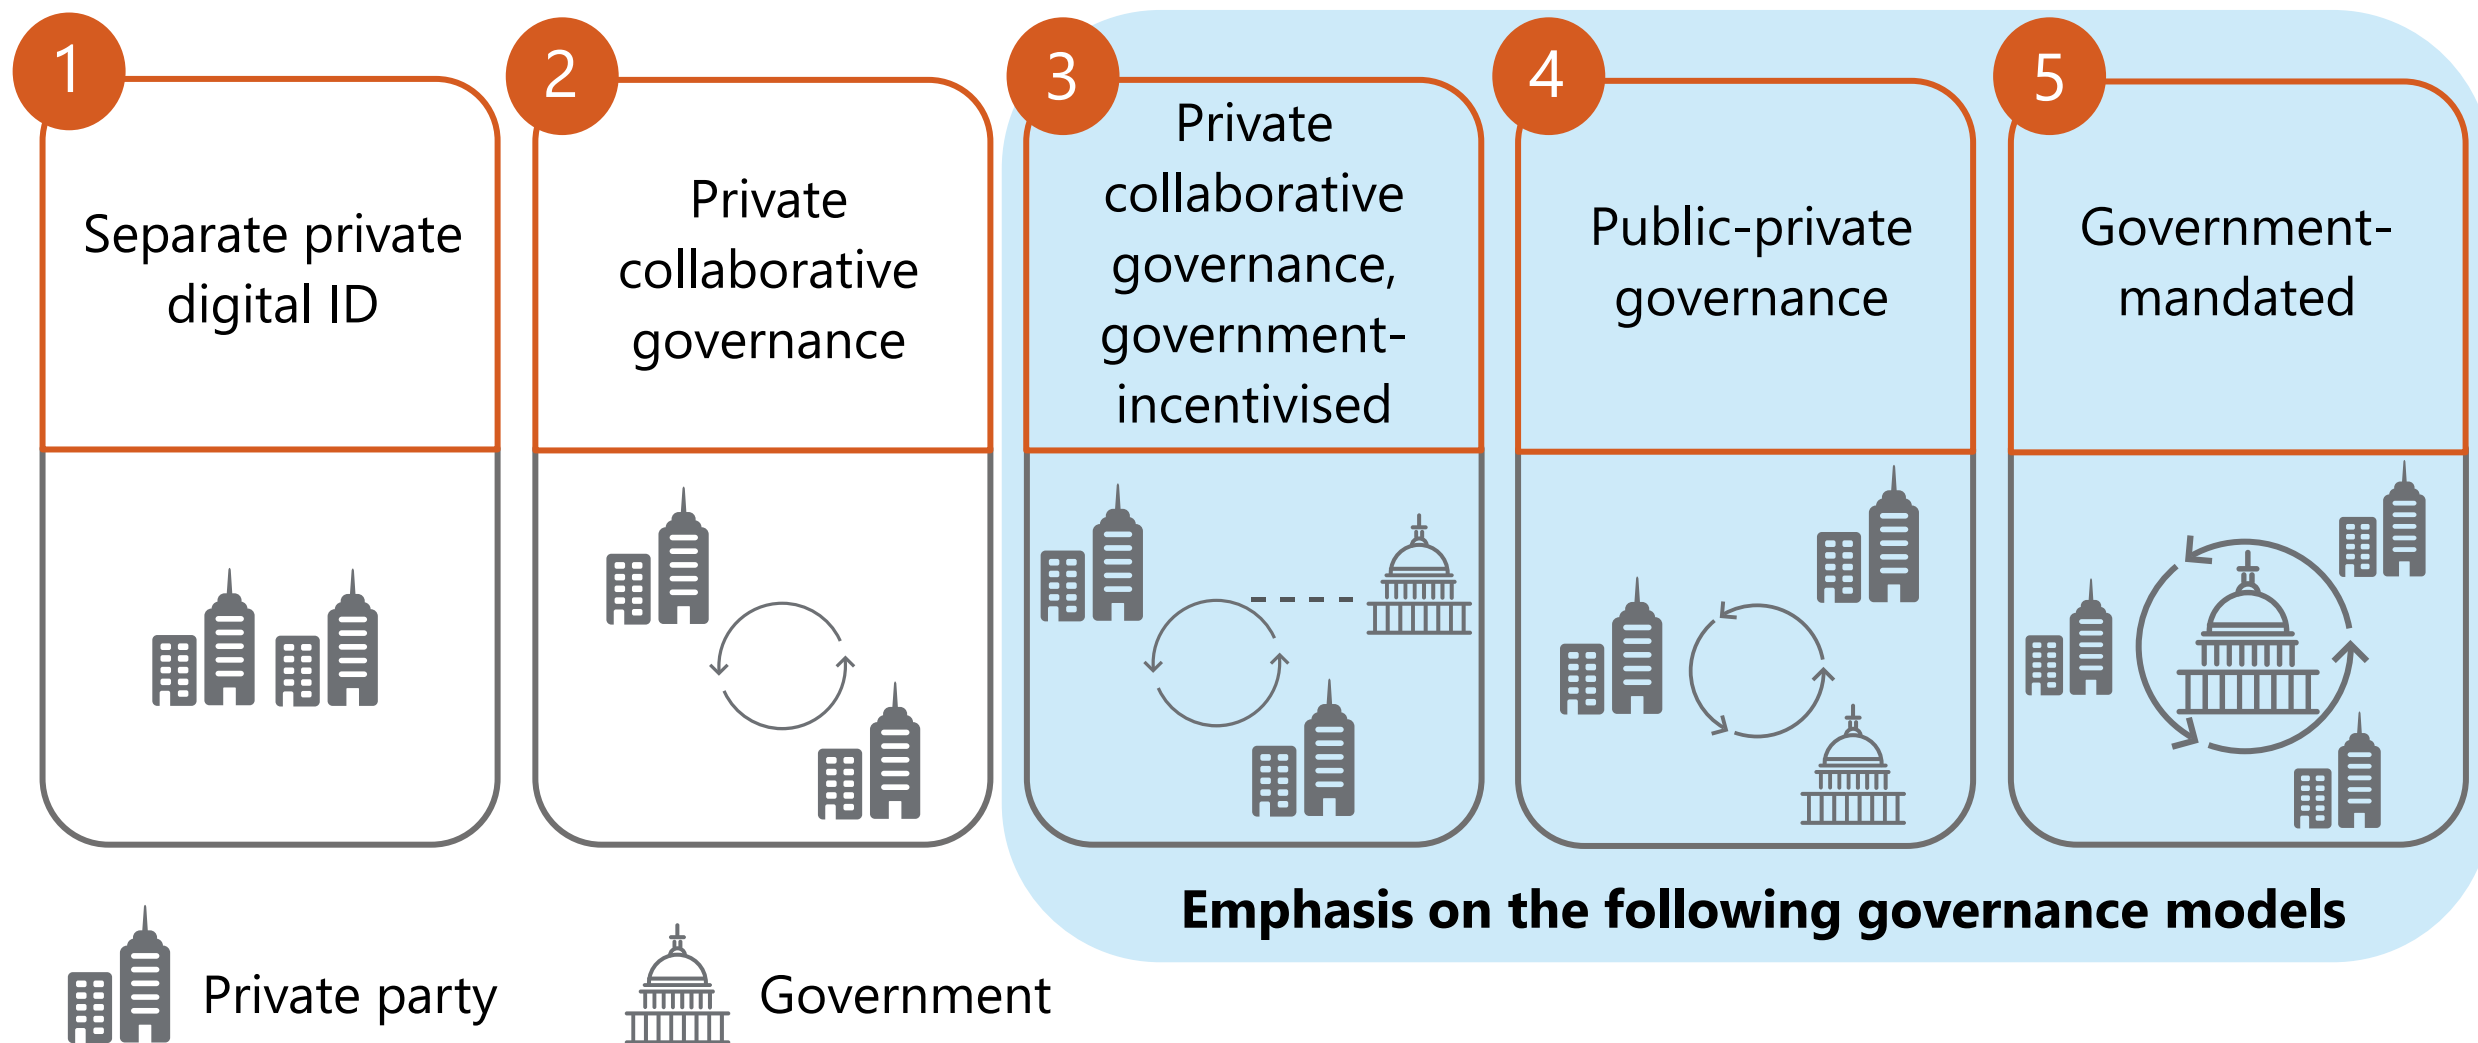 1
Separate private
digital ID
2
Private
collaborative
governance
3
Private
collaborative
governance,
government-
incentivised
4
Public-private
governance
5
Government-
mandated
Emphasis on the following governance models
Private party
Government